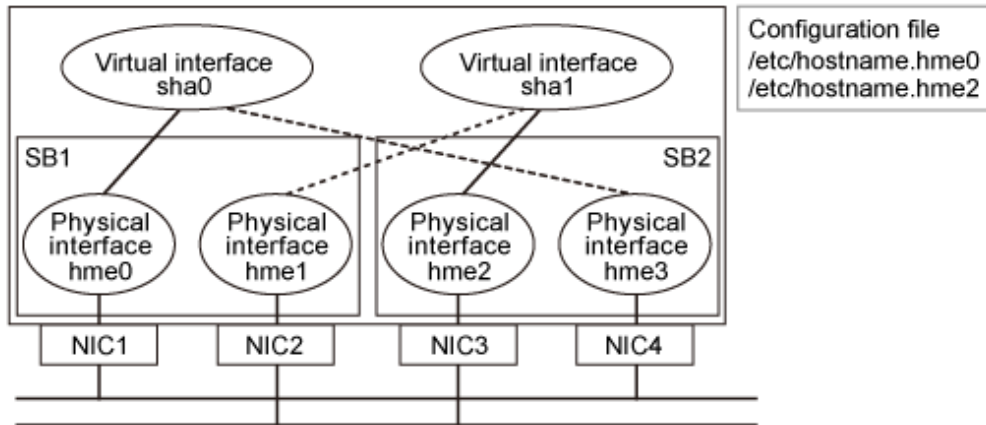 Virtual interface
sha0
Virtual interface
sha1
Configuration file
/etc/hostname.hme0
/etc/hostname.hme2
SB1
SB2
Physical
interface
hme0
Physical
interface
hme1
Physical
interface
hme2
Physical
interface
hme3
NIC1
NIC2
NIC3
NIC4